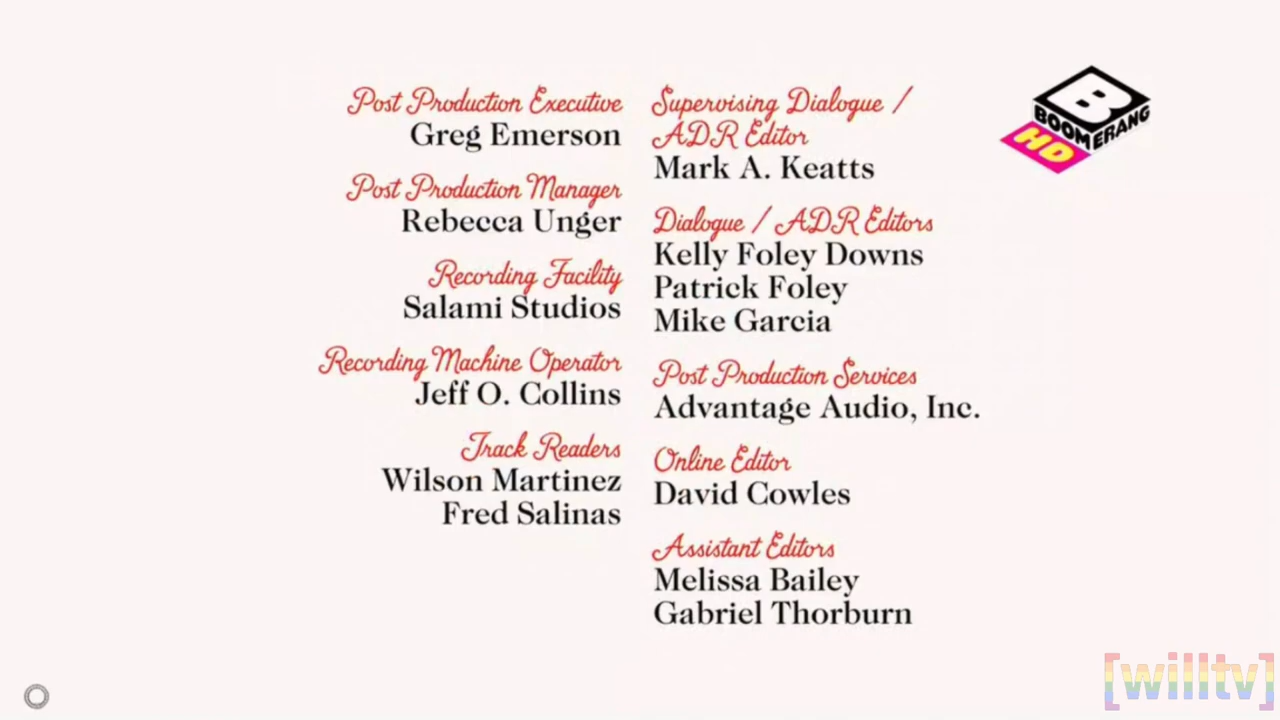 Post Production Executive
Greg Emerson
Post Production Manager
Rebecca Unger
Recording Facility
Salami Studios
Recording Machine Operator
Jeff O. Collins
Track Readers
Wilson Martinez
Fred Salinas
Supervising Dialogue /
ADR Editor
Mark A. Keatts
Dialogue / ADR Editors
Kelly Foley Downs
Patrick Foley
Mike Garcia
Post Production Services
Advantage Audio, Inc.
Online Editor
David Cowles
Assistant Editors
Melissa Bailey
Gabriel Thorburn
B
BOOMERANG
HD
[willtv]